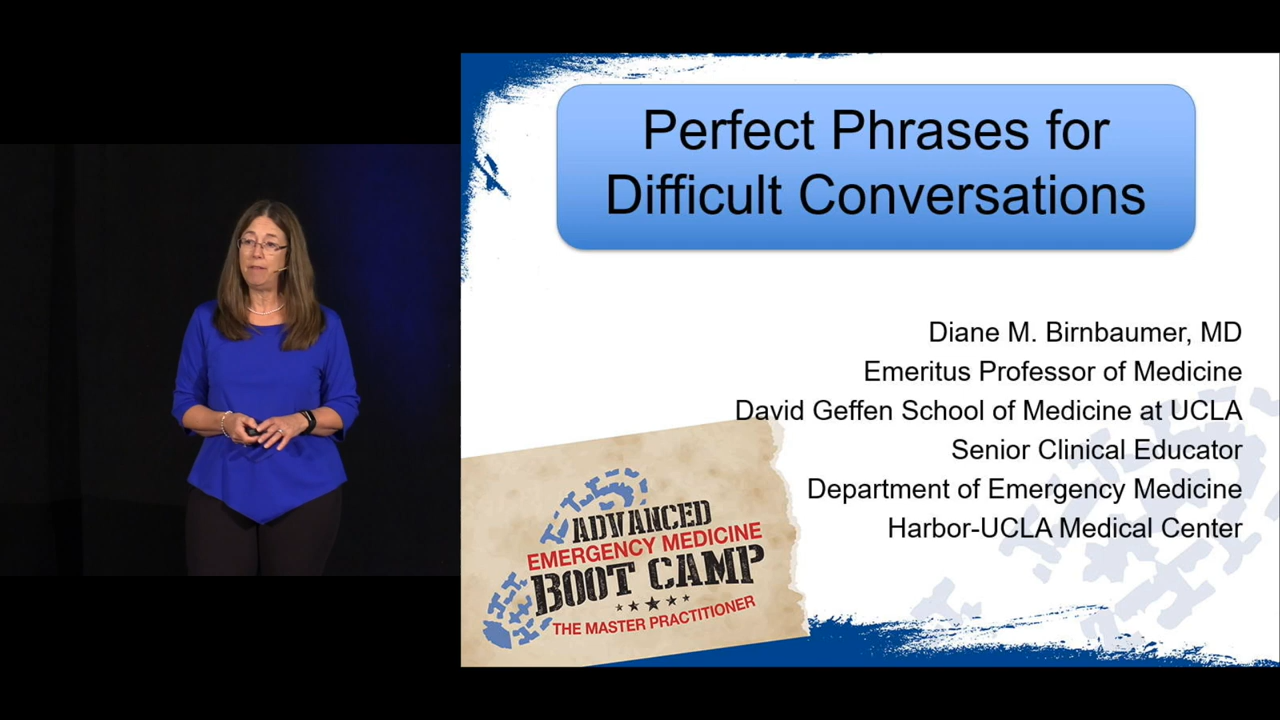 Perfect Phrases for
Difficult Conversations
Diane M. Birnbaumer, MD
Emeritus Professor of Medicine
David Geffen School of Medicine at UCLA
Senior Clinical Educator
Department of Emergency Medicine
Harbor-UCLA Medical Center
ADVANCED
EMERGENCY MEDICINE
BOOT CAMP
THE MASTER PRACTITIONER